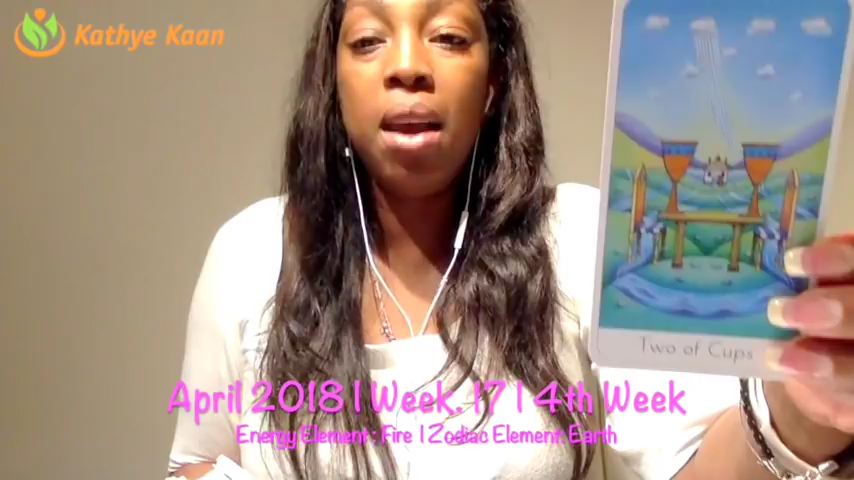 Kathye Kaan
Two of Cups
April 2018 | Week. 17 | 4th Week
Energy Element : Fire | Zodiac Element: Earth